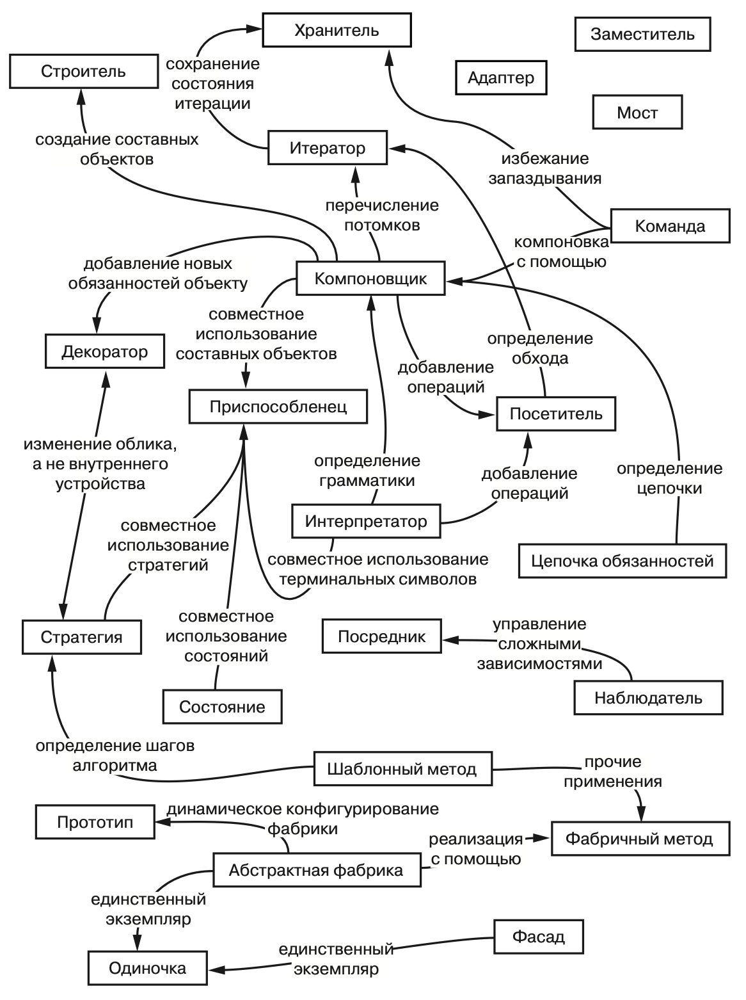 Хранитель
Заместитель
Строитель
сохранение
состояния
итерации
Адаптер
Мост
создание составных
объектов
Итератор
избежание
запаздывания
перечисление
потомков
Команда
компоновка
с помощью
добавление новых
обязанностей объекту
Компоновщик
совместное
использование
составных объектов
определение
обхода
Декоратор
добавление
операций
Приспособленец
Посетитель
изменение облика,
а не внутреннего
устройства
определение
грамматики
добавление
операций
определение
цепочки
совместное
использование
стратегий
Интерпретатор
совместное использование
терминальных символов
Цепочка обязанностей
Стратегия
совместное
использование
состояний
Посредник
управление
сложными
зависимостями
Состояние
Наблюдатель
определение шагов
алгоритма
Шаблонный метод
прочие
применения
Прототип
динамическое конфигурирование
фабрики
реализация
с помощью
Фабричный метод
Абстрактная фабрика
единственный
экземпляр
Фасад
единственный
экземпляр
Одиночка